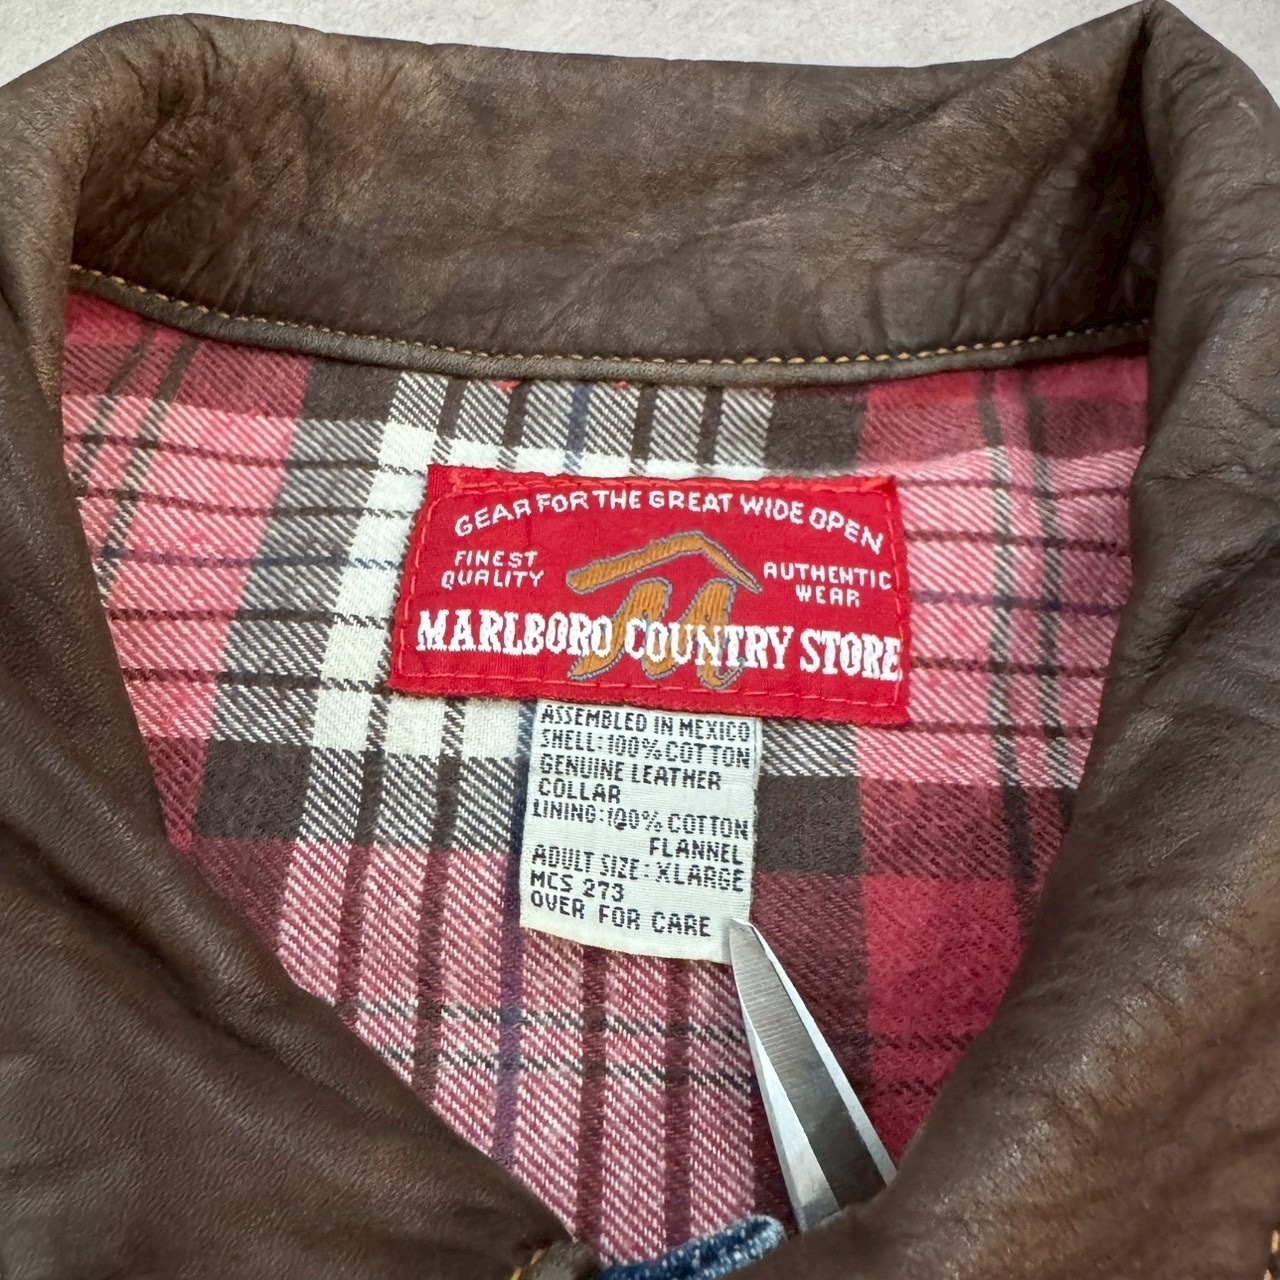 GEAR FOR THE GREAT WIDE OPEN
FINEST
QUALITY
AUTHENTIC
WEAR
MARLBORO COUNTRY STORE
ASSEMBLED IN MEXICO
SHELL: 100% COTTON
GENUINE LEATHER
COLLAR
LINING: 100% COTTON
FLANNEL
ADULT SIZE: XLARGE
MCS 273
OVER FOR CARE